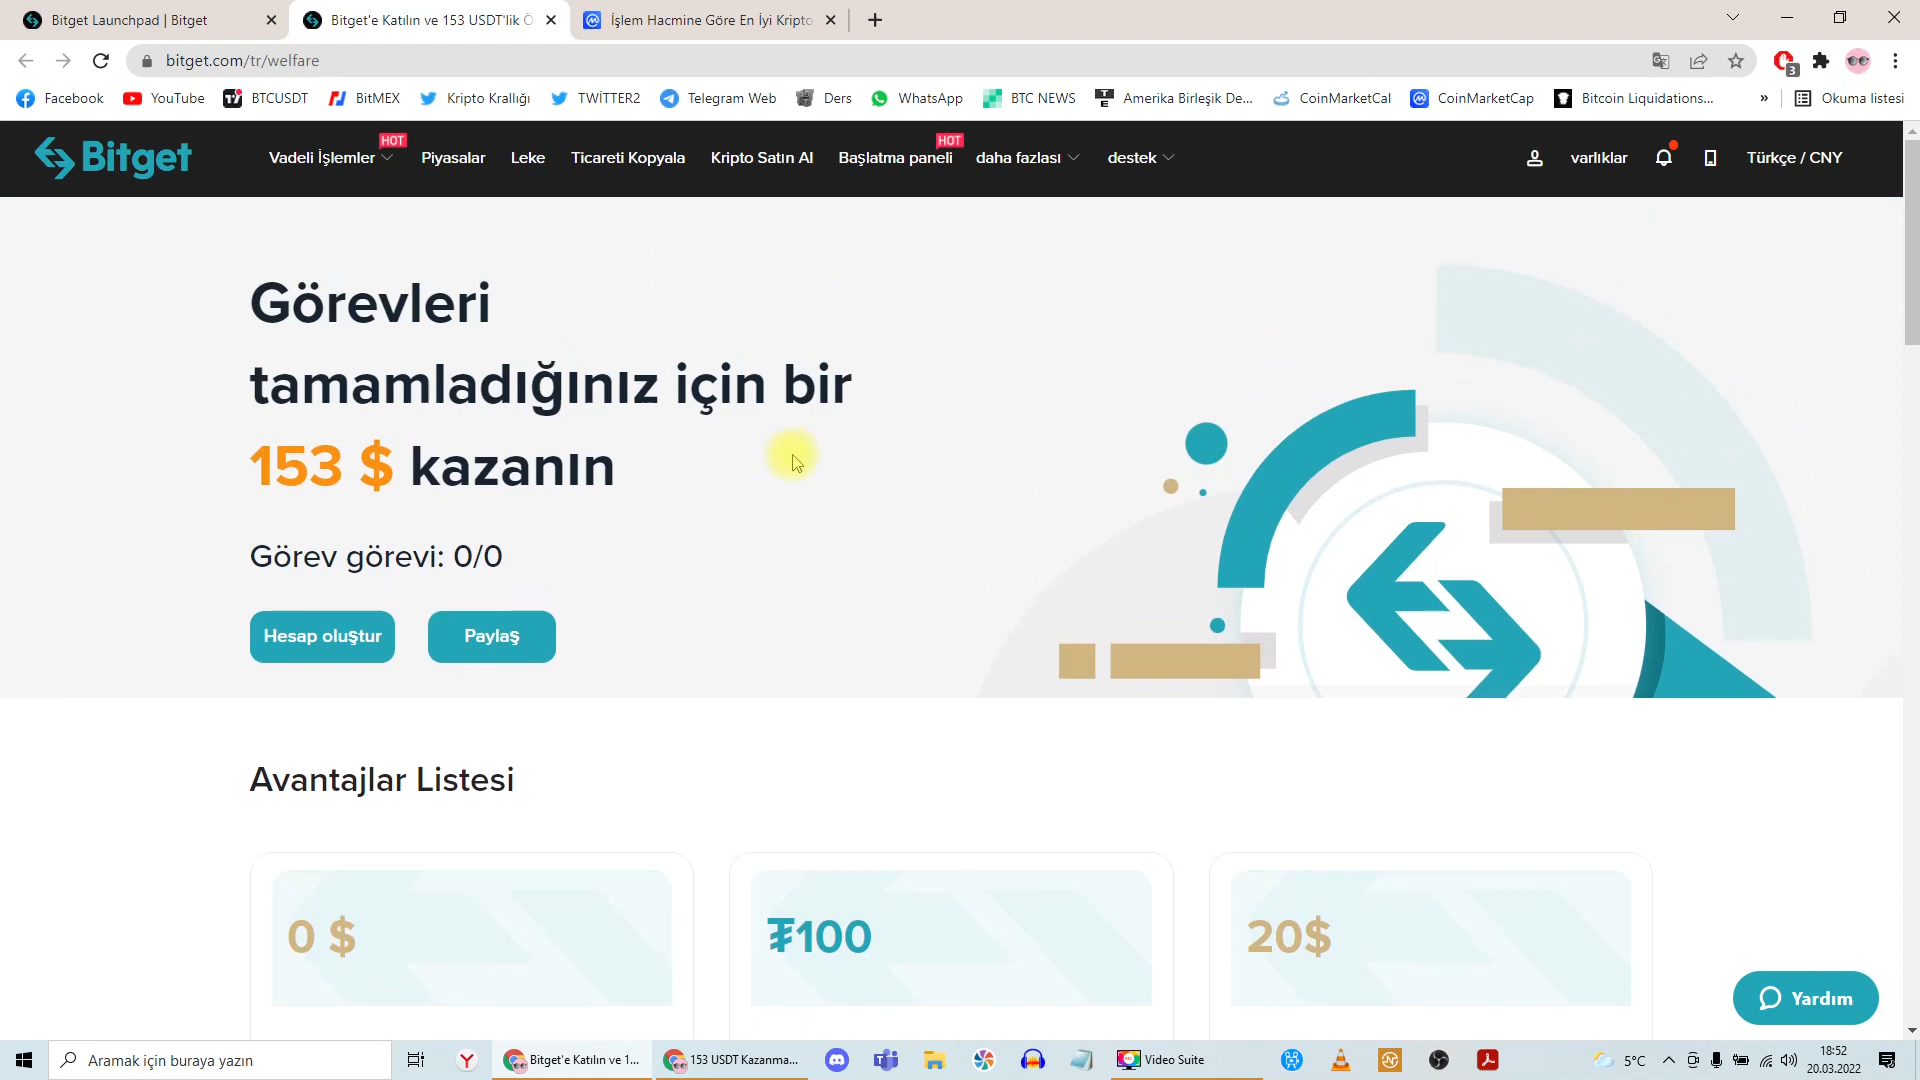 Bitget Launchpad | Bitget
Bitget'e Katılın ve 153 USDT'lik Ö
İşlem Hacmine Göre En İyi Kripto
bitget.com/tr/welfare
3
Facebook
YouTube
BTCUSDT
BitMEX
Kripto Krallığı
TWİTTER2
Telegram Web
Ders
WhatsApp
BTC NEWS
Amerika Birleşik De...
CoinMarketCal
CoinMarketCap
Bitcoin Liquidations...
»
Okuma listesi
Bitget
Vadeli İşlemler
HOT
Piyasalar
Leke
Ticareti Kopyala
Kripto Satın Al
Başlatma paneli
HOT
daha fazlası
destek
varlıklar
Türkçe / CNY
Görevleri
tamamladığınız için bir
153 $ kazanın
Görev görevi: 0/0
Hesap oluştur
Paylaş
Avantajlar Listesi
0 $
₮100
20$
Yardım
Aramak için buraya yazın
Bitget'e Katılın ve 1...
153 USDT Kazanma...
Video Suite
5°C
18:52
20.03.2022